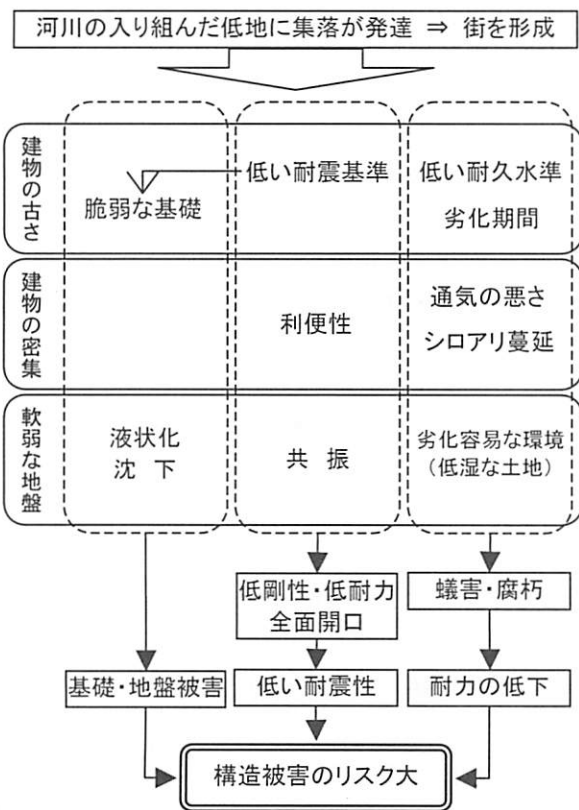 河川の入り組んだ低地に集落が発達 ⇒ 街を形成
建物の古さ
脆弱な基礎
低い耐震基準
低い耐久水準
劣化期間
建物の密集
利便性
通気の悪さ
シロアリ蔓延
軟弱な地盤
液状化
沈 下
共 振
劣化容易な環境
(低湿な土地)
低剛性・低耐力
全面開口
蟻害・腐朽
基礎・地盤被害
低い耐震性
耐力の低下
構造被害のリスク大